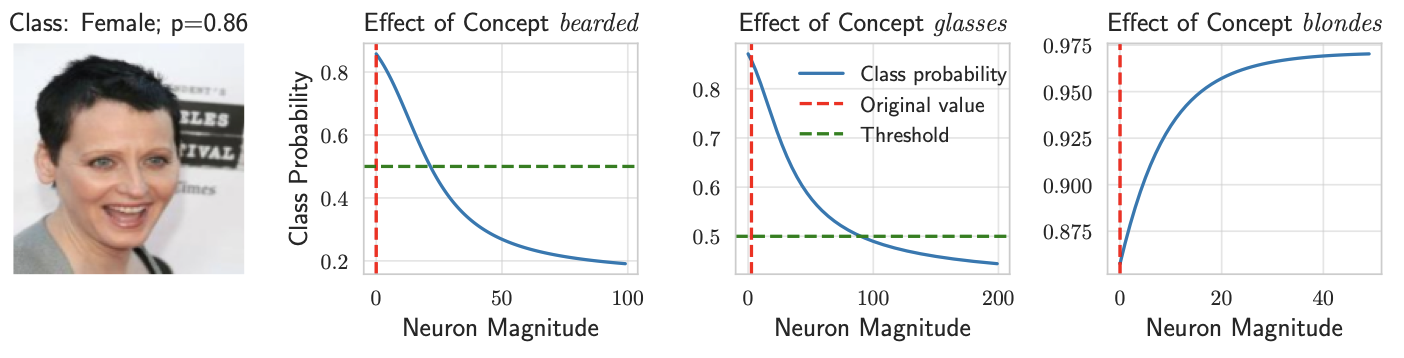 Class: Female; p=0.86
ENDENT'S
ELES
IVAL
Times
Effect of Concept bearded
Class Probability
0.8
0.6
0.4
0.2
0
50
100
Neuron Magnitude
Effect of Concept glasses
Class probability
Original value
Threshold
0.8
0.7
0.6
0.5
0
100
200
Neuron Magnitude
Effect of Concept blondes
0.975
0.950
0.925
0.900
0.875
0
20
40
Neuron Magnitude